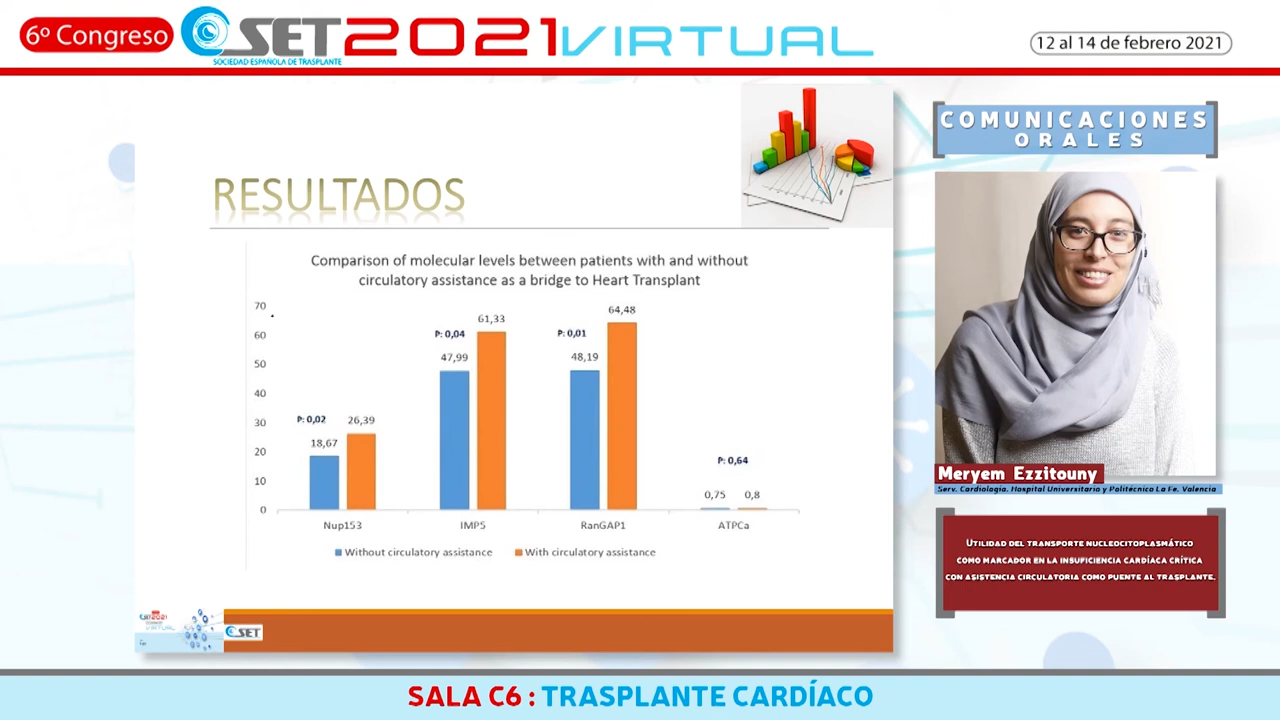 6º Congreso
SET
SOCIEDAD ESPAÑOLA DE TRASPLANTE
2021 VIRTUAL
12 al 14 de febrero 2021
COMUNICACIONES
ORALES
RESULTADOS
Comparison of molecular levels between patients with and without
circulatory assistance as a bridge to Heart Transplant
70
60
50
40
30
20
10
0
P: 0,02
18,67
26,39
P: 0,04
47,99
61,33
P: 0,01
48,19
64,48
P: 0,64
0,75
0,8
Nup153
IMP5
RanGAP1
ATPCa
Without circulatory assistance
With circulatory assistance
SET2021
VIRTUAL
SET
Meryem Ezzitouny
Serv. Cardiología. Hospital Universitario y Politécnico La Fe. Valencia
UTILIDAD DEL TRANSPORTE NUCLEOCITOPLASMÁTICO
COMO MARCADOR EN LA INSUFICIENCIA CARDÍACA CRÍTICA
CON ASISTENCIA CIRCULATORIA COMO PUENTE AL TRASPLANTE.
SALA C6 : TRASPLANTE CARDÍACO